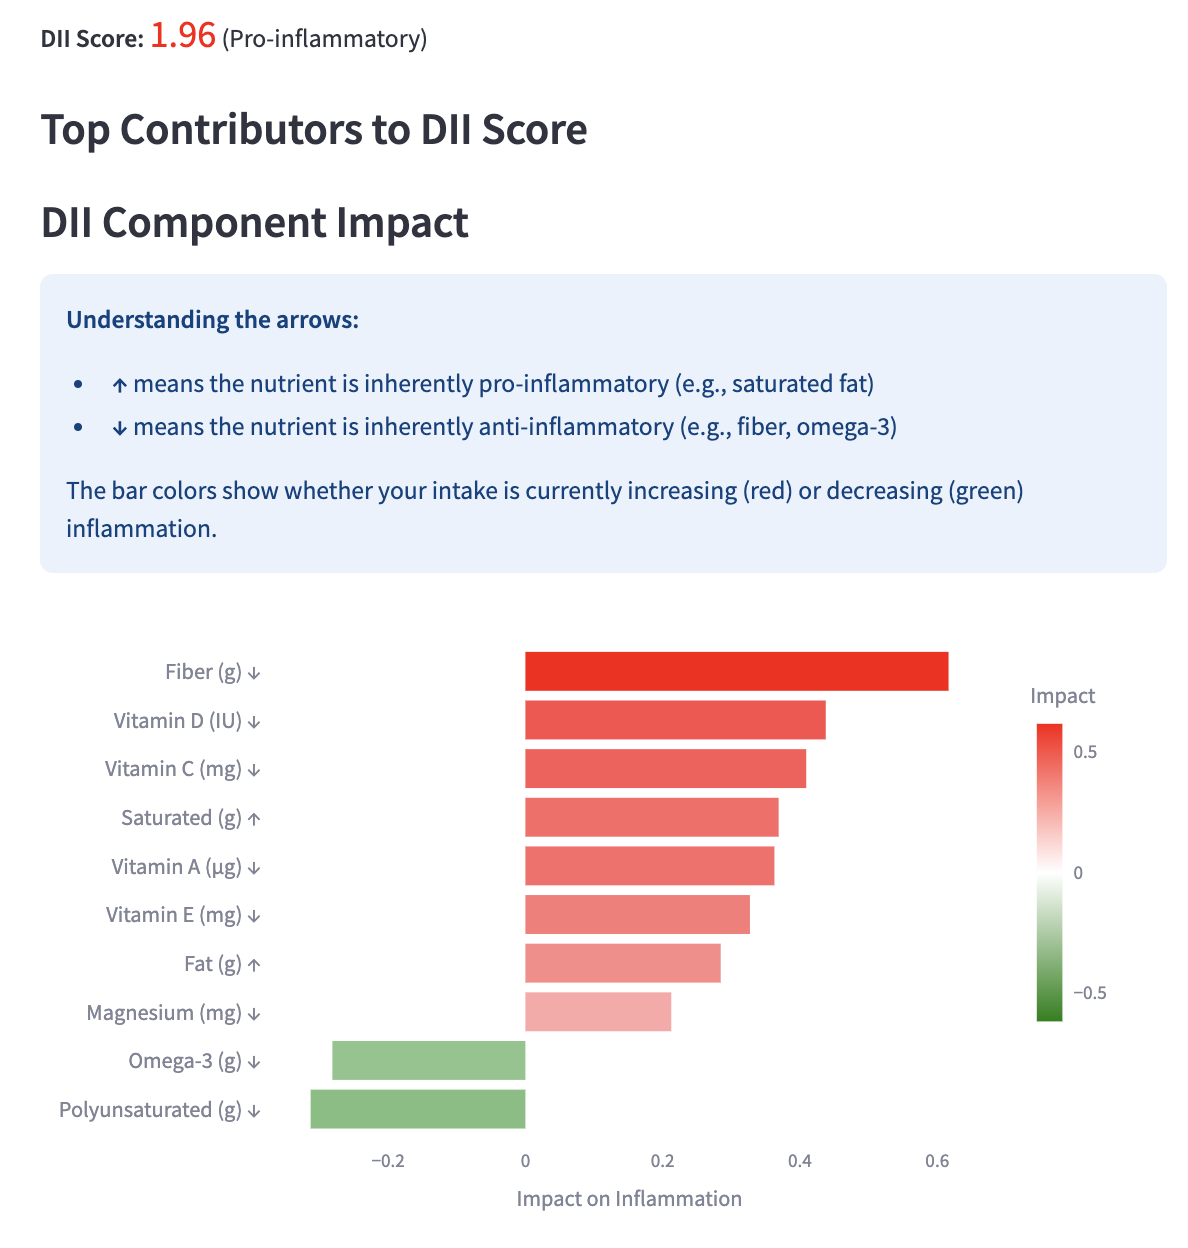 DII Score: 1.96 (Pro-inflammatory)
Top Contributors to DII Score
DII Component Impact
Understanding the arrows:
• ↑ means the nutrient is inherently pro-inflammatory (e.g., saturated fat)
• ↓ means the nutrient is inherently anti-inflammatory (e.g., fiber, omega-3)
The bar colors show whether your intake is currently increasing (red) or decreasing (green)
inflammation.
Fiber (g) ↓
Vitamin D (IU) ↓
Vitamin C (mg) ↓
Saturated (g) ↑
Vitamin A (µg) ↓
Vitamin E (mg) ↓
Fat (g) ↑
Magnesium (mg) ↓
Omega-3 (g) ↓
Polyunsaturated (g) ↓
−0.2 0 0.2 0.4 0.6
Impact on Inflammation
Impact
0.5
0
−0.5